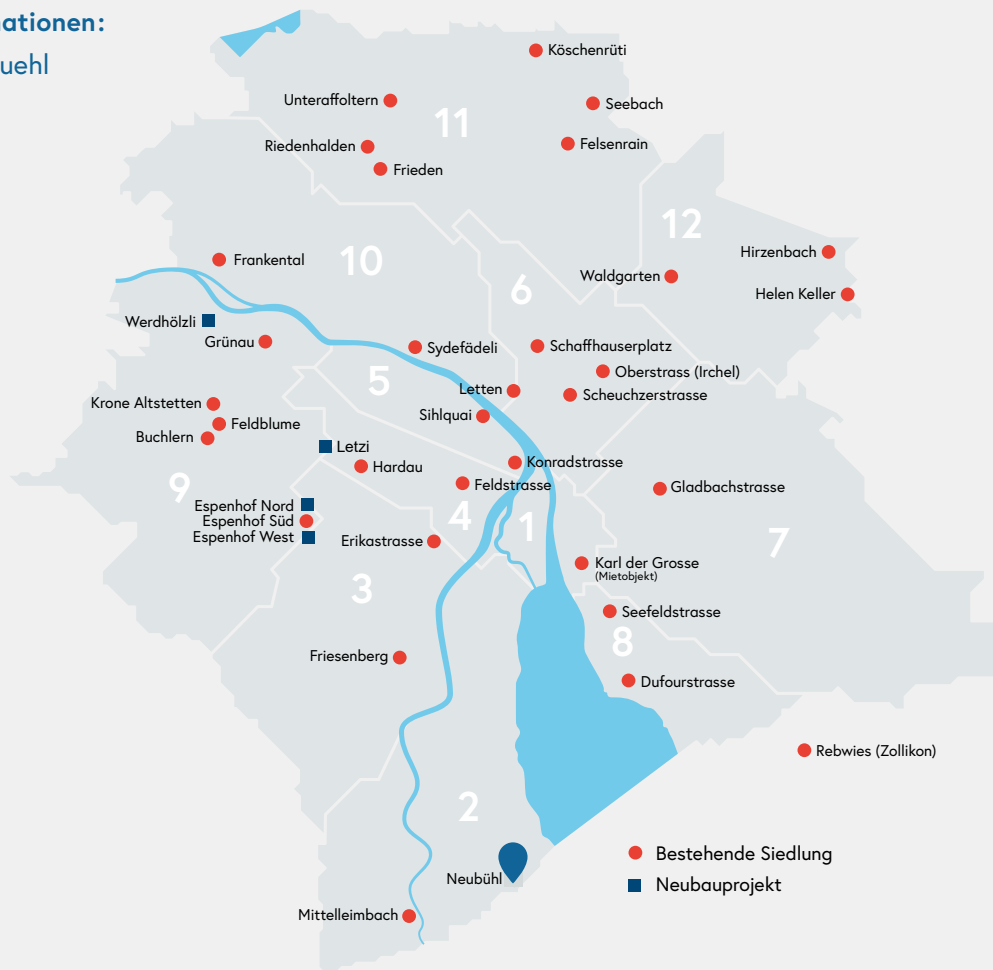 ationen:
uehl
Köschenrüti
Unteraffoltern
Seebach
11
Riedenhalden
Felsenrain
Frieden
12
Hirzenbach
Frankental
10
Waldgarten
6
Helen Keller
Werdhölzli
Grünau
Sydefädeli
Schaffhauserplatz
Oberstrass (Irchel)
5
Letten
Scheuchzerstrasse
Krone Altstetten
Sihlquai
Feldblume
Buchlern
Letzi
Hardau
Konradstrasse
9
Feldstrasse
Gladbachstrasse
Espenhof Nord
Espenhof Süd
Espenhof West
4
1
Erikastrasse
7
Karl der Grosse
(Mietobjekt)
3
Seefeldstrasse
8
Friesenberg
Dufourstrasse
Rebwies (Zollikon)
2
Bestehende Siedlung
Neubühl
Neubauprojekt
Mittelleimbach